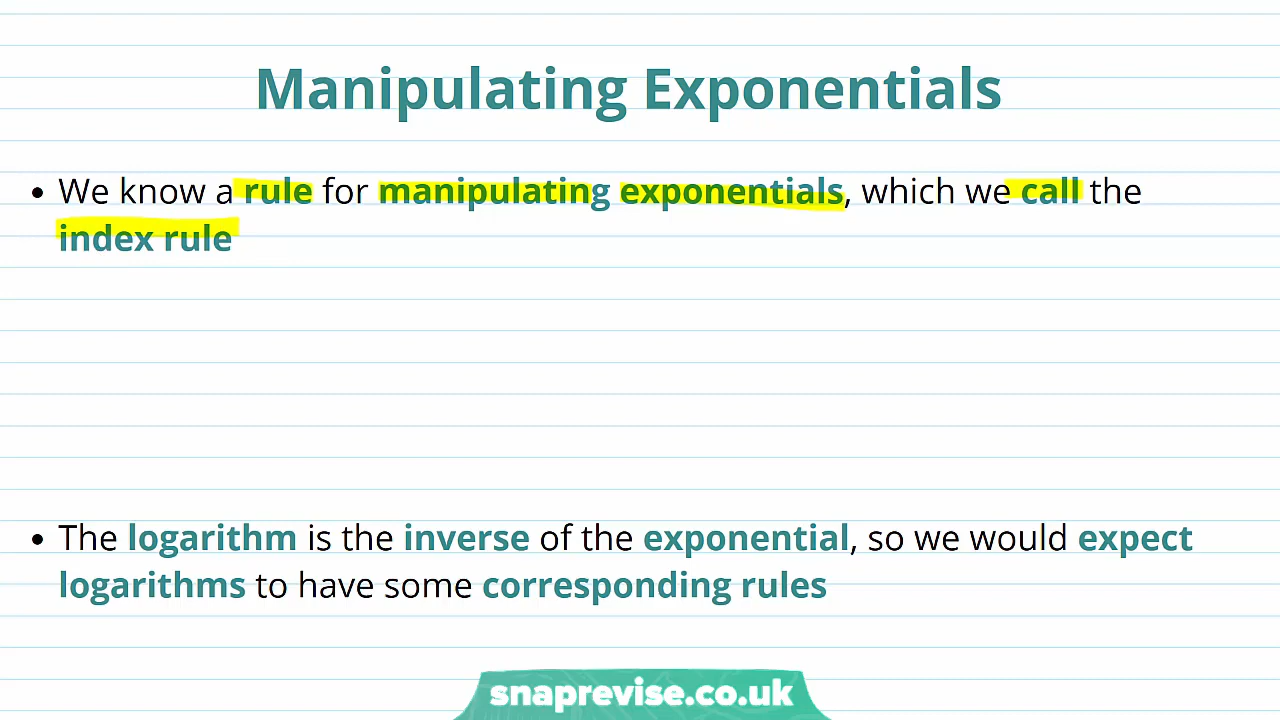 Manipulating Exponentials
• We know a rule for manipulating exponentials, which we call the
index rule
• The logarithm is the inverse of the exponential, so we would expect
logarithms to have some corresponding rules
snaprevise.co.uk